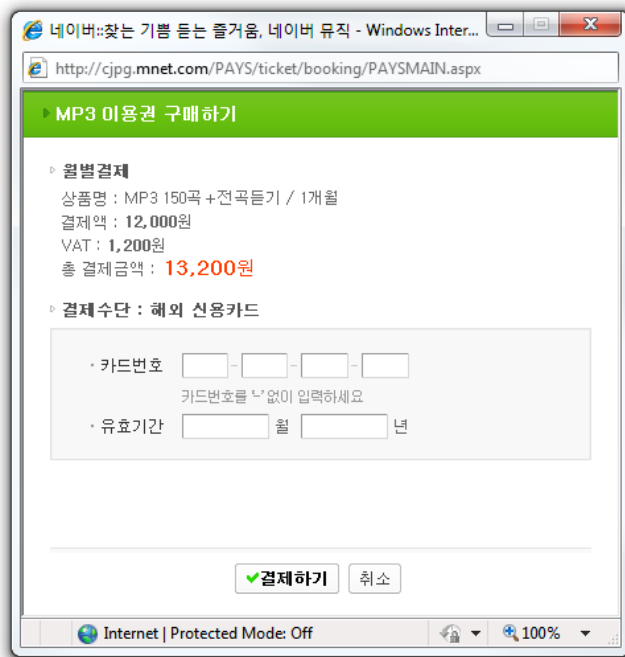 네이버::찾는 기쁨 듣는 즐거움, 네이버 뮤직 - Windows Inter...
http://cjpg.mnet.com/PAYS/ticket/booking/PAYSMAIN.aspx
MP3 이용권 구매하기
월별결제
상품명 : MP3 150곡 +전곡듣기 / 1개월
결제액 : 12,000원
VAT : 1,200원
총 결제금액 : 13,200원
결제수단 : 해외 신용카드
· 카드번호 - - -
카드번호를 '-' 없이 입력하세요
· 유효기간 월 년
결제하기 취소
Internet | Protected Mode: Off 100%